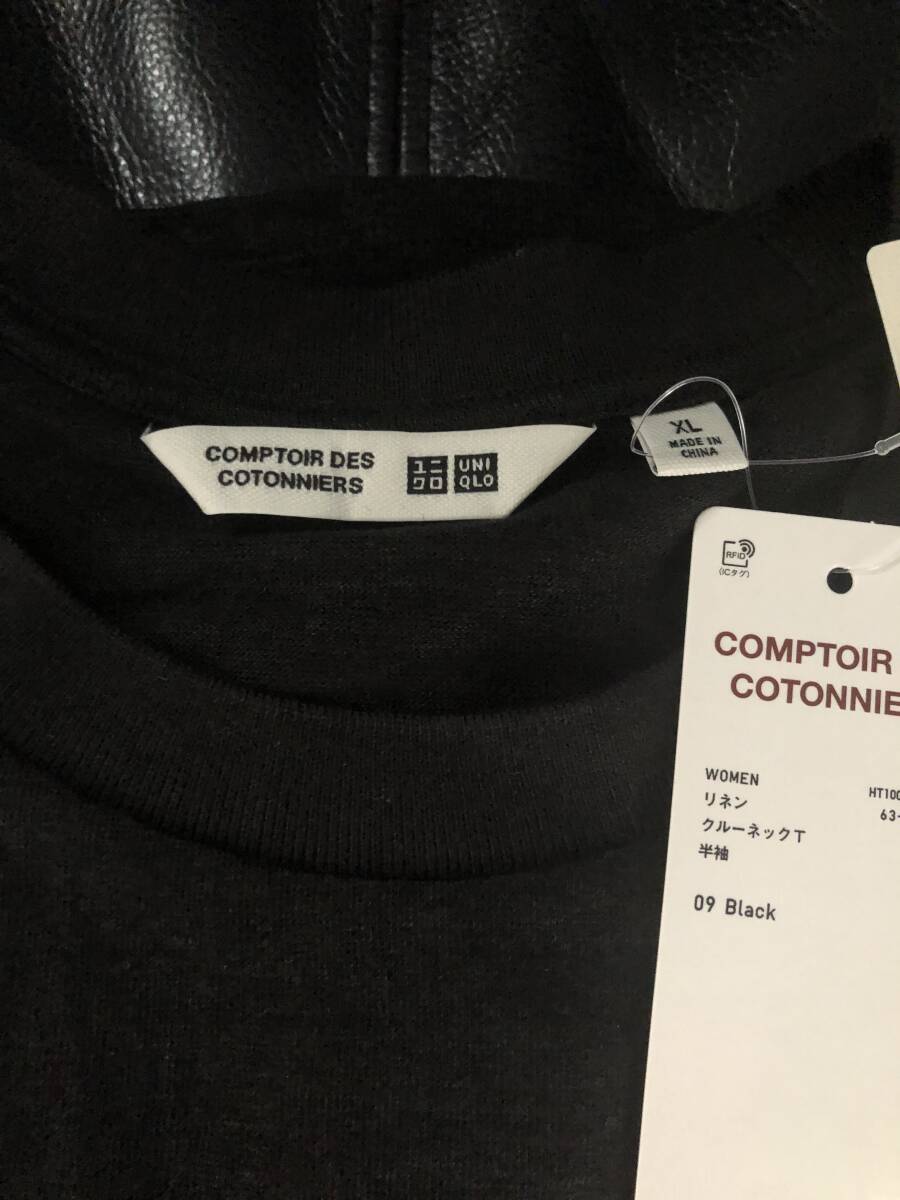 COMPTOIR DES
COTONNIERS
ユニ
クロ
UNI
QLO
XL
MADE IN
CHINA
RFID
(ICタグ)
COMPTOIR
WOMEN
リネン
クルーネックT
半袖
09 Black